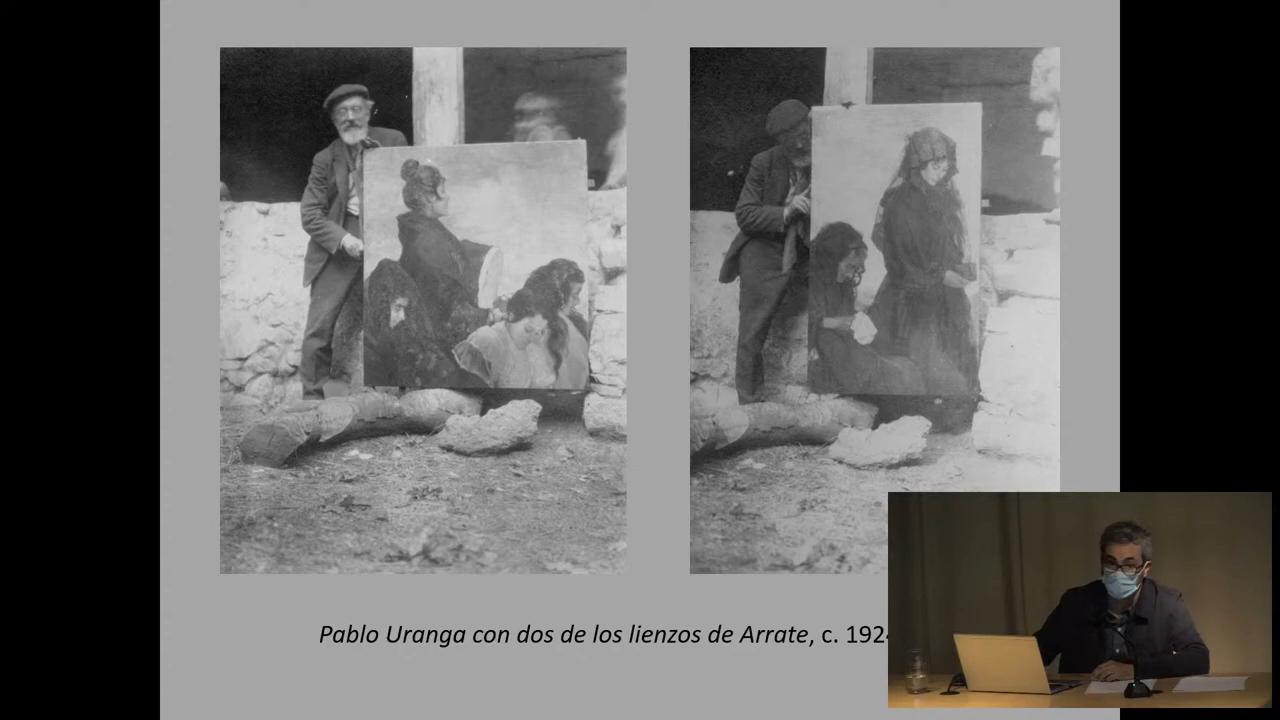 Pablo Uranga con dos de los lienzos de Arrate, c. 192